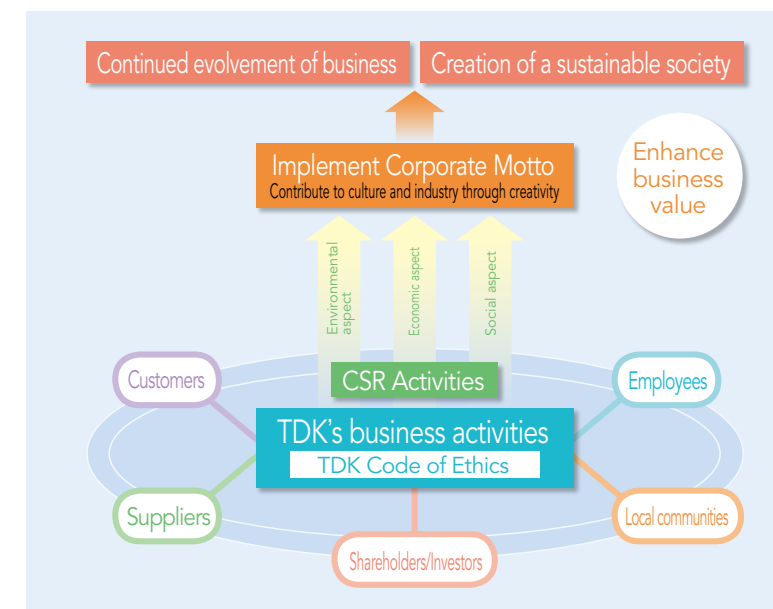 Continued evolvement of business
Creation of a sustainable society
Implement Corporate Motto
Contribute to culture and industry through creativity
Enhance
business
value
Environmental
aspect
Economic aspect
Social aspect
CSR Activities
Customers
Employees
TDK's business activities
TDK Code of Ethics
Suppliers
Local communities
Shareholders/Investors